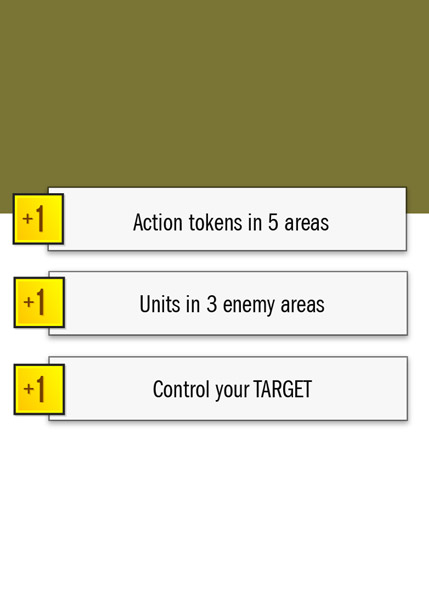 +1 Action tokens in 5 areas
+1 Units in 3 enemy areas
+1 Control your TARGET